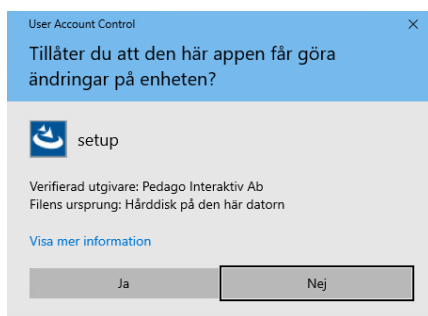 User Account Control
Tillåter du att den här appen får göra
ändringar på enheten?
setup
Verifierad utgivare: Pedago Interaktiv Ab
Filens ursprung: Hårddisk på den här datorn
Visa mer information
Ja
Nej